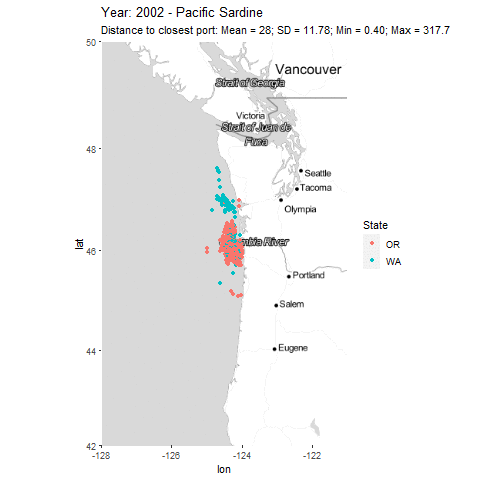 Year: 2002 - Pacific Sardine
Distance to closest port: Mean = 28; SD = 11.78; Min = 0.40; Max = 317.7
50
Vancouver
Strait of Georgia
Victoria
Strait of Juan de
Fuca
48
Seattle
Tacoma
Olympia
State
lat
River
OR
46
WA
Portland
Salem
44
Eugene
42
-128
-126
-124
-122
lon